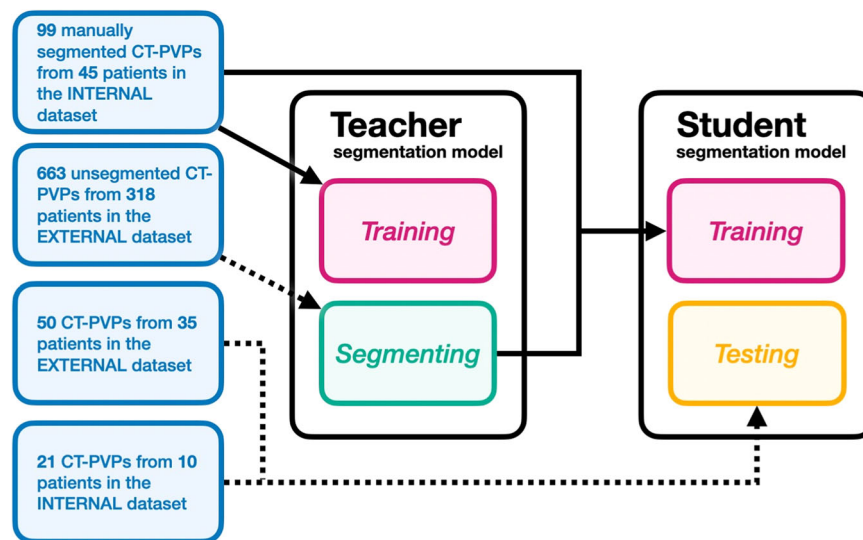 99 manually
segmented CT-PVPs
from 45 patients in
the INTERNAL
dataset
663 unsegmented CT-
PVPs from 318
patients in the
EXTERNAL dataset
50 CT-PVPs from 35
patients in the
EXTERNAL dataset
21 CT-PVPs from 10
patients in the
INTERNAL dataset
Teacher
segmentation model
Training
Segmenting
Student
segmentation model
Training
Testing